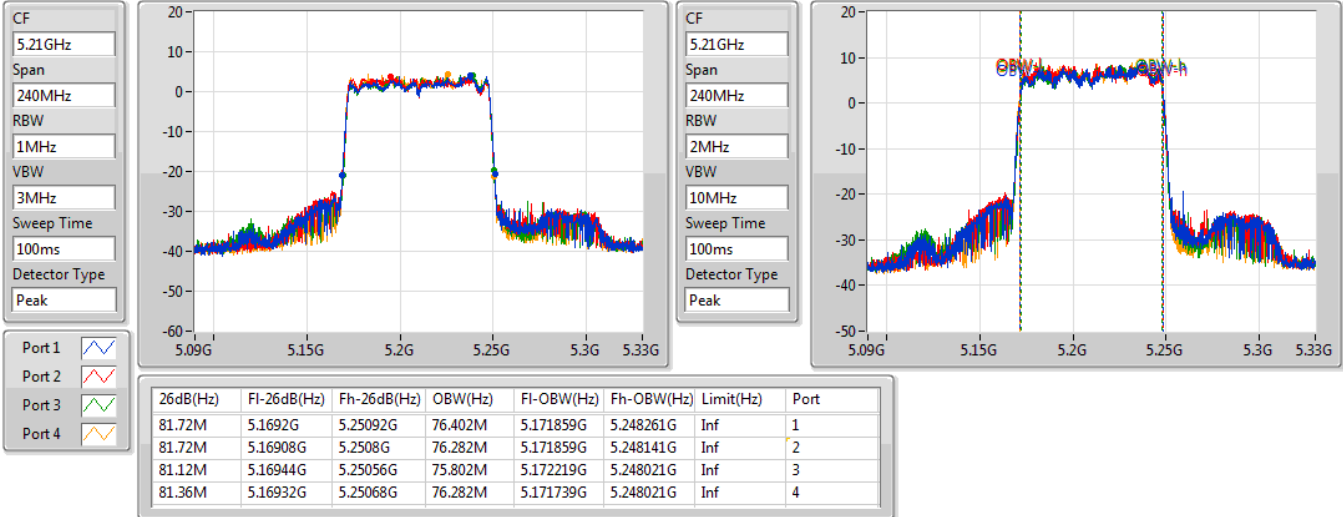 CF
5.21GHz
Span
240MHz
RBW
1MHz
VBW
3MHz
Sweep Time
100ms
Detector Type
Peak
Port 1
Port 2
Port 3
Port 4
20
10
0
-10
-20
-30
-40
-50
-60
5.09G 5.15G 5.2G 5.25G 5.3G 5.33G
CF
5.21GHz
Span
240MHz
RBW
2MHz
VBW
10MHz
Sweep Time
100ms
Detector Type
Peak
20
10
0
-10
-20
-30
-40
-50
OBW-l OBW-h
5.09G 5.15G 5.2G 5.25G 5.3G 5.33G
26dB(Hz) Fl-26dB(Hz) Fh-26dB(Hz) OBW(Hz) Fl-OBW(Hz) Fh-OBW(Hz) Limit(Hz) Port
81.72M 5.1692G 5.25092G 76.402M 5.171859G 5.248261G Inf 1
81.72M 5.16908G 5.2508G 76.282M 5.171859G 5.248141G Inf 2
81.12M 5.16944G 5.25056G 75.802M 5.172219G 5.248021G Inf 3
81.36M 5.16932G 5.25068G 76.282M 5.171739G 5.248021G Inf 4